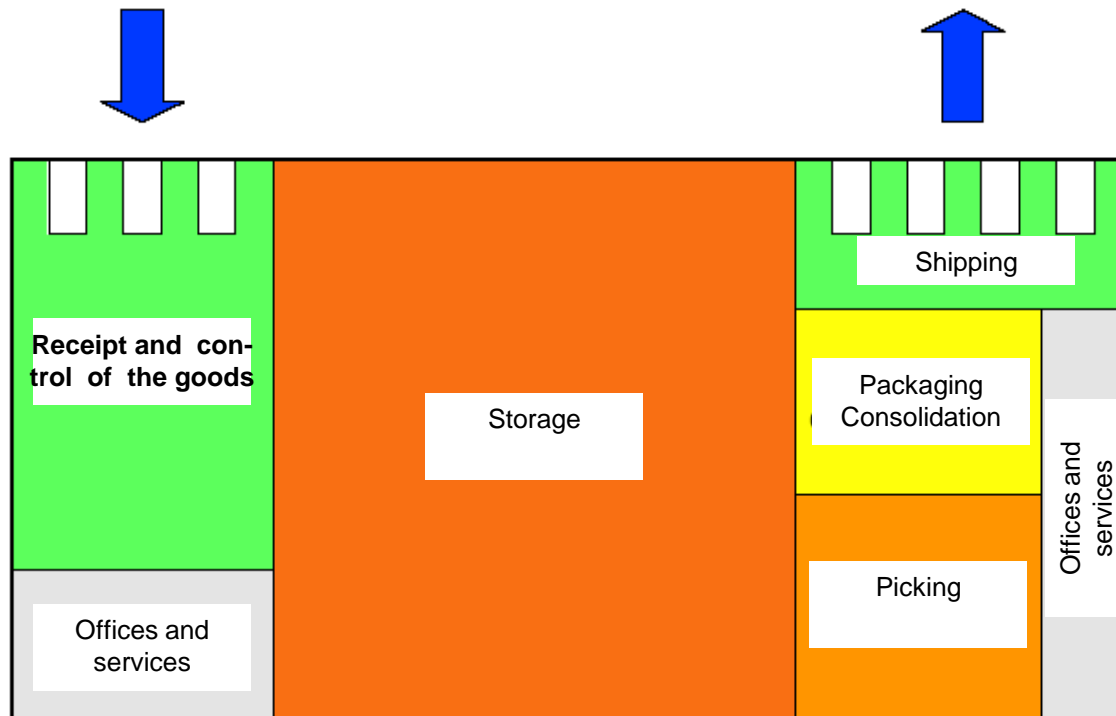 Shipping
Receipt and con-
trol of the goods
Packaging
Consolidation
Storage
Offices and
services
Picking
Offices and
services